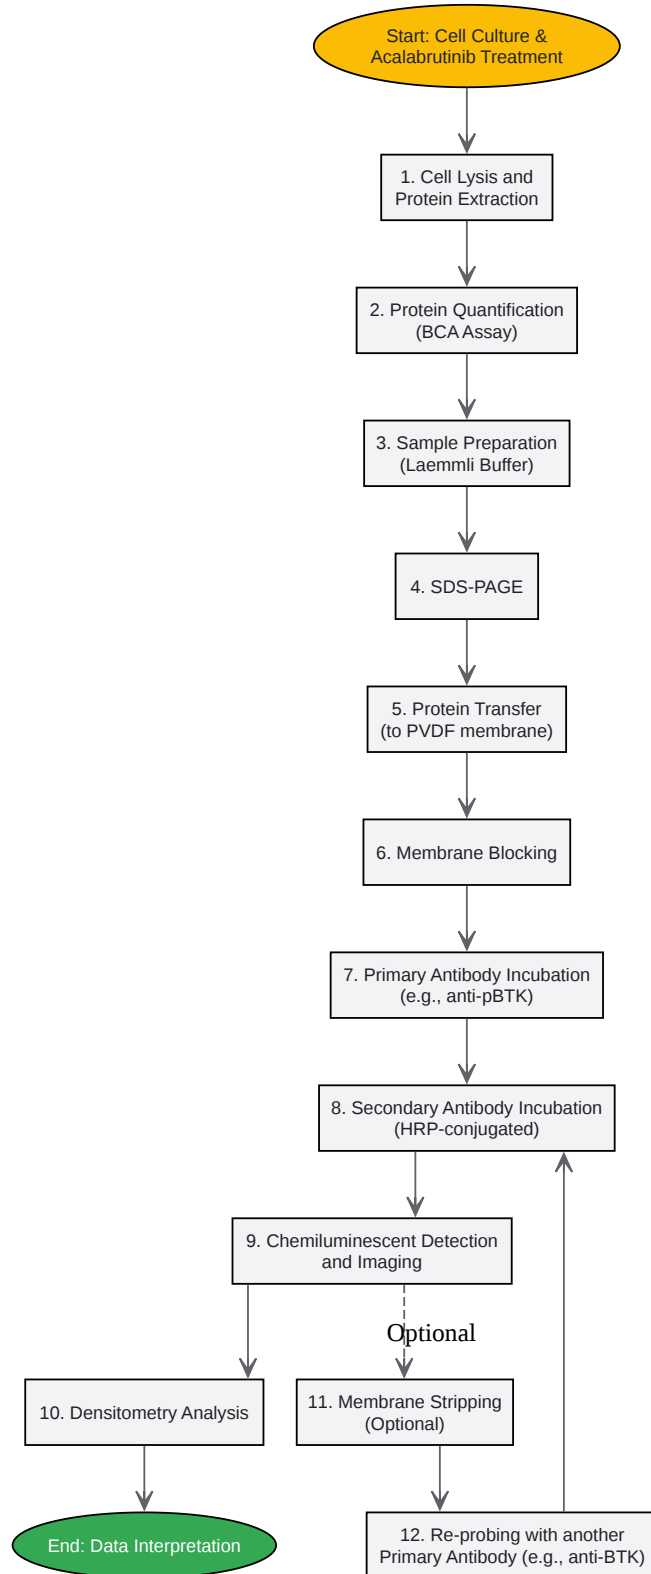 Start: Cell Culture &
Acalabrutinib Treatment
1. Cell Lysis and
Protein Extraction
2. Protein Quantification
(BCA Assay)
3. Sample Preparation
(Laemmli Buffer)
4. SDS-PAGE
5. Protein Transfer
(to PVDF membrane)
6. Membrane Blocking
7. Primary Antibody Incubation
(e.g., anti-pBTK)
8. Secondary Antibody Incubation
(HRP-conjugated)
9. Chemiluminescent Detection
and Imaging
Optional
10. Densitometry Analysis
11. Membrane Stripping
(Optional)
End: Data Interpretation
12. Re-probing with another
Primary Antibody (e.g., anti-BTK)